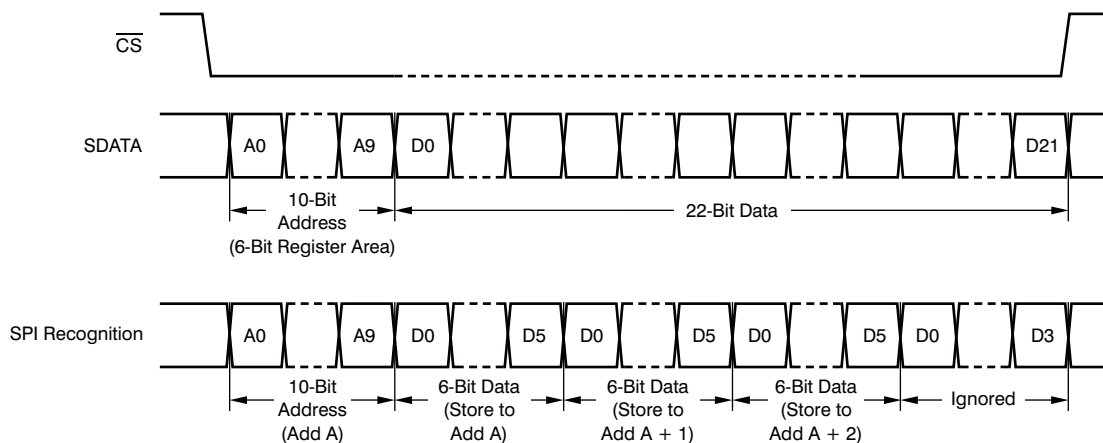 CS
SDATA
A0 A9 D0 D21
10-Bit
Address
(6-Bit Register Area)
22-Bit Data
SPI Recognition
A0 A9 D0 D5 D0 D5 D0 D5 D0 D3
10-Bit
Address
(Add A)
6-Bit Data
(Store to
Add A)
6-Bit Data
(Store to
Add A + 1)
6-Bit Data
(Store to
Add A + 2)
Ignored